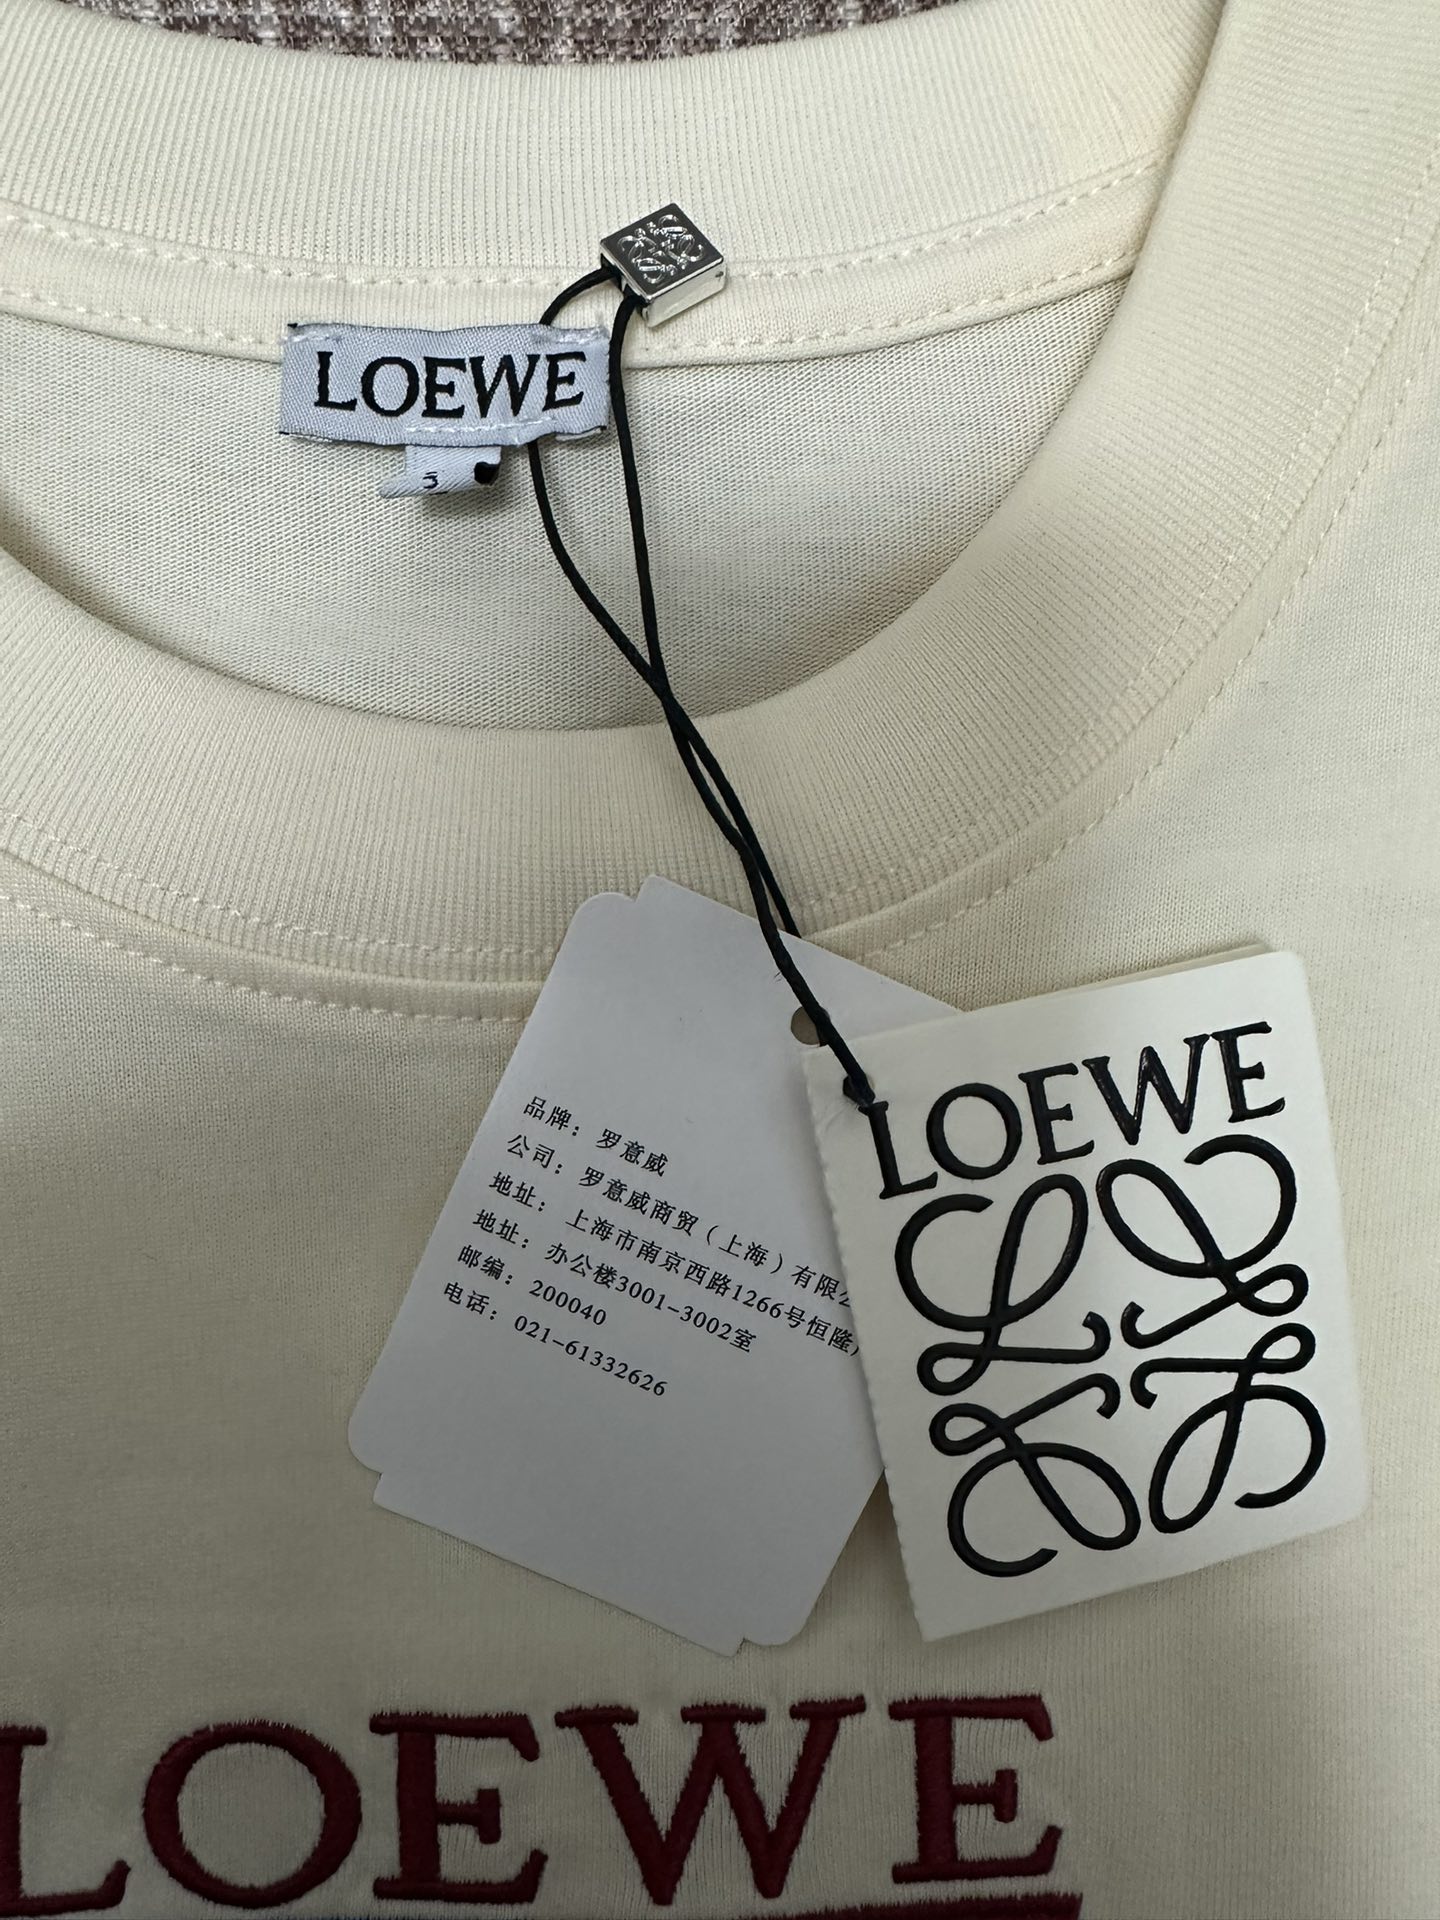 LOEWE
LOEWE
品牌：罗意威
公司：罗意威商贸（上海）有限
地址：上海市南京西路1266号恒隆
地址：办公楼3001-3002室
邮编：200040
电话：021-61332626
LOEWE